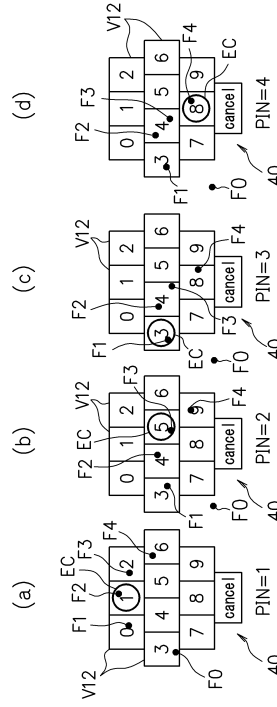 (a)
V12
F1
F2
EC
F3
F4
0 1 2
3 4 5 6
7 8 9
cancel
F0
40
PIN=1
(b)
V12
EC
F2
F3
0 1 2
3 4 5 6
7 8 9
cancel
F1
F4
F0
40
PIN=2
(c)
V12
F2
F1
0 1 2
3 4 5 6
7 8 9
cancel
EC
F3
F4
F0
40
PIN=3
(d)
V12
F3
F2
F1
0 1 2
3 4 5 6
7 8 9
cancel
F4
EC
F0
40
PIN=4